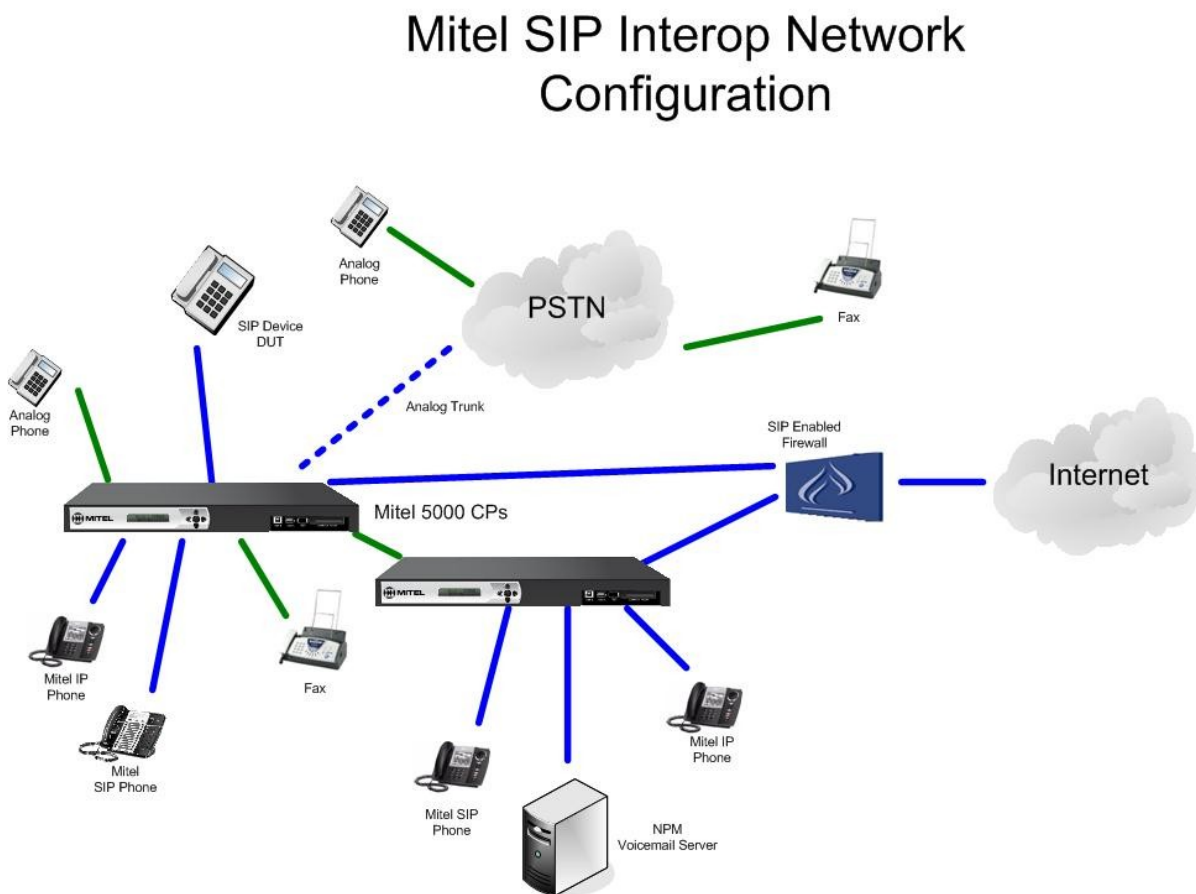 Mitel SIP Interop Network
Configuration
Analog
Phone
PSTN
Fax
SIP Device
DUT
Analog
Phone
Analog Trunk
SIP Enabled
Firewall
Internet
MITEL
Mitel 5000 CPs
MITEL
Mitel IP
Phone
Fax
Mitel
SIP Phone
Mitel SIP
Phone
NPM
Voicemail Server
Mitel IP
Phone